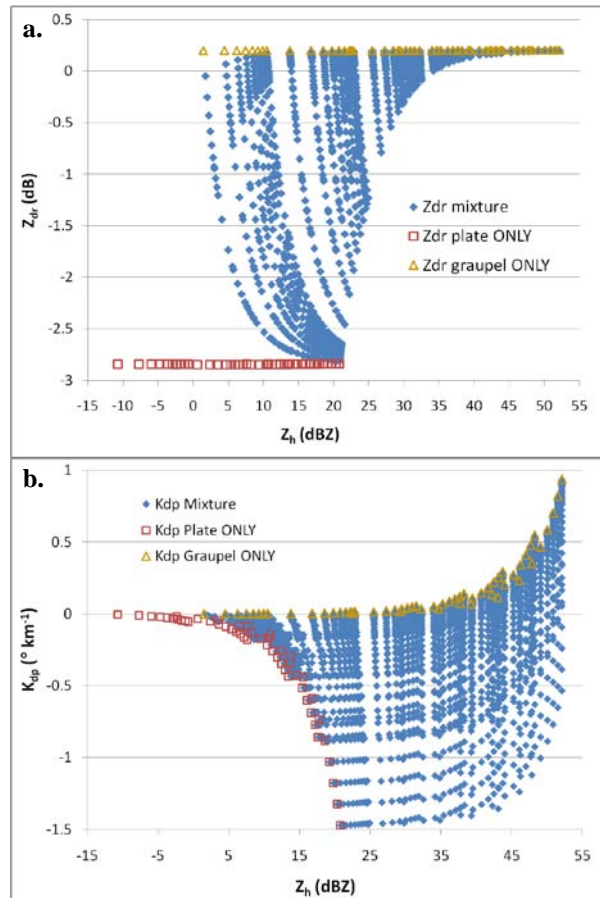 a.
0
-0.5
-1
-1.5
-2
-2.5
-3
Zdr (dB)
Zdr mixture
Zdr plate ONLY
Zdr graupel ONLY
-15 -10 -5 0 5 10 15 20 25 30 35 40 45 50 55
Zh (dBZ)
b.
1
0.5
0
-0.5
-1
-1.5
Kdp (° km-1)
Kdp Mixture
Kdp Plate ONLY
Kdp Graupel ONLY
-15 -5 5 15 25 35 45 55
Zh (dBZ)